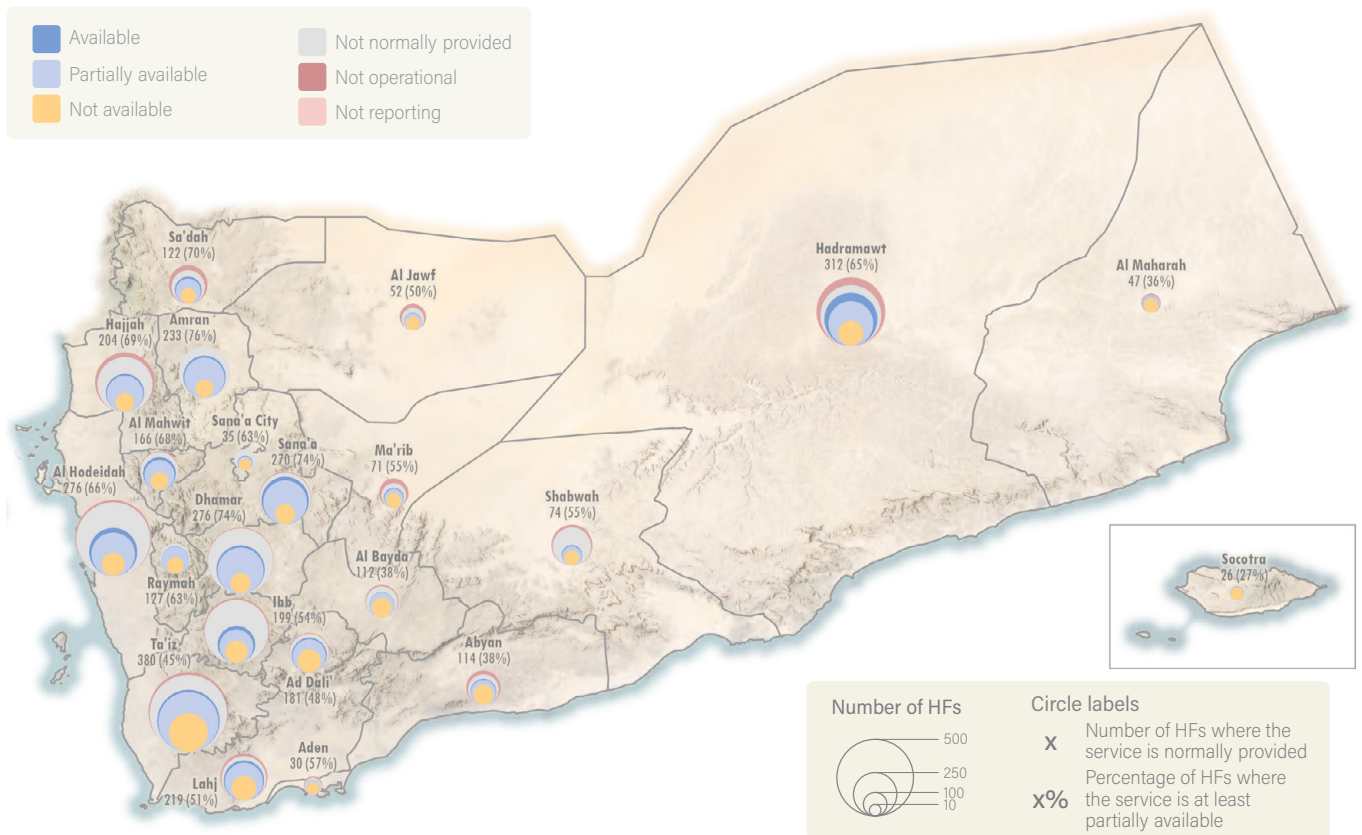 Available
Partially available
Not available
Not normally provided
Not operational
Not reporting
Sa'dah
122 (70%)
Al Jawf
52 (50%)
Hadramawt
312 (65%)
Al Maharah
47 (36%)
Hajjah
204 (69%)
Amran
233 (76%)
Al Mahwit
166 (68%)
Sana'a City
35 (63%)
Sana'a
270 (74%)
Ma'rib
71 (55%)
Al Hodeidah
276 (66%)
Dhamar
276 (74%)
Shabwah
74 (55%)
Raymah
127 (63%)
Al Bayda
112 (38%)
Ibb
199 (54%)
Ta'iz
380 (45%)
Ad Dali'
181 (48%)
Abyan
114 (38%)
Lahj
219 (51%)
Aden
30 (57%)
Socotra
26 (27%)
Number of HFs
500
250
100
10
Circle labels
x Number of HFs where the
service is normally provided
x% Percentage of HFs where
the service is at least
partially available